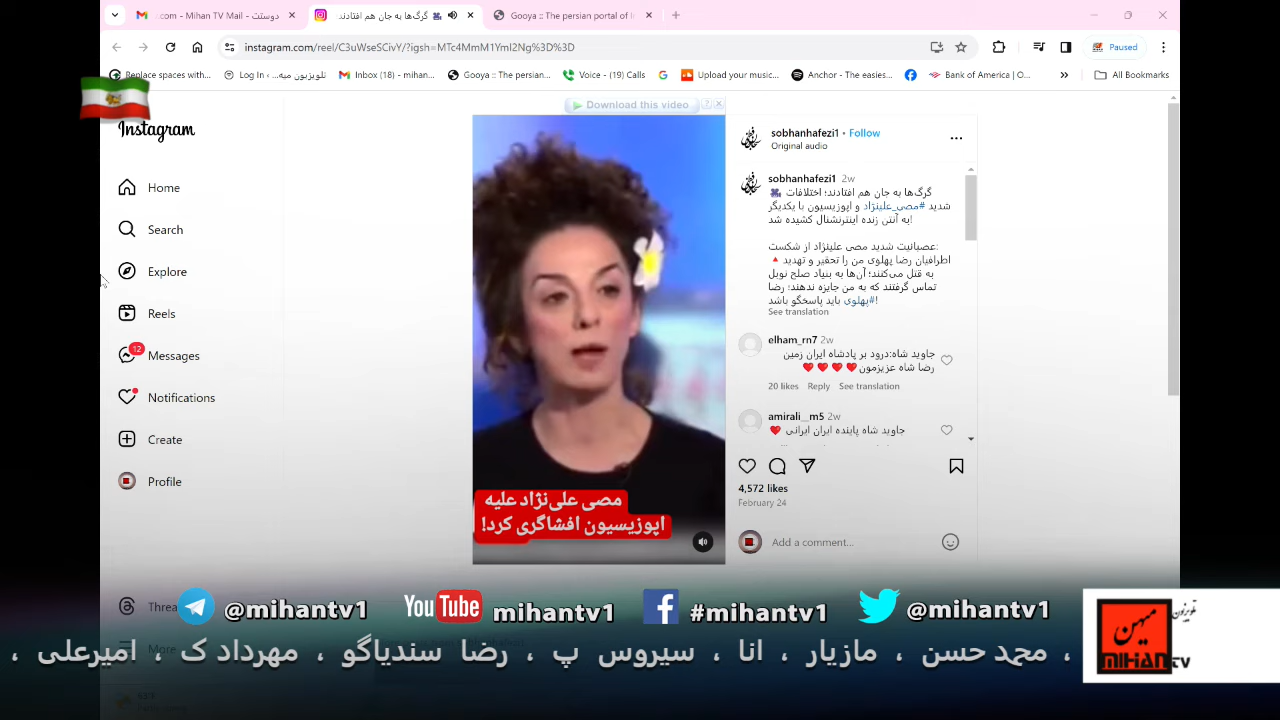 .com - Mihan TV Mail - دوستت
گرگ‌ها به جان هم افتادند:
Gooya :: The persian portal of Ir
instagram.com/reel/C3uWseSCivY/?igsh=MTc4MmM1YmI2Ng%3D%3D
Paused
Replace spaces with...
Log In ‹ تلویزیون میه...
Inbox (18) - mihan...
Gooya :: The persian...
Voice - (19) Calls
Upload your music...
Anchor - The easies...
Bank of America | O...
All Bookmarks
Download this video
Instagram
Home
Search
Explore
Reels
12
Messages
Notifications
Create
Profile
Threa
More
مصی علی‌نژاد علیه
اپوزیسیون افشاگری کرد!
sobhanhafezi1 • Follow
Original audio
sobhanhafezi1 2w
گرگ‌ها به جان هم افتادند؛ اختلافات
شدید #مصی_علینژاد و اپوزیسیون با یکدیگر
به آنتن زنده اینترنشنال کشیده شد!
عصبانیت شدید مصی علینژاد از شکست:
اطرافیان رضا پهلوی من را تحقیر و تهدید
به قتل می‌کنند؛ آن‌ها به بنیاد صلح نوبل
تماس گرفتند که به من جایزه ندهند؛ رضا
#پهلوی باید پاسخگو باشد!
See translation
elham_rn7 2w
جاوید شاه:درود بر پادشاه ایران زمین
رضا شاه عزیزمون❤️❤️❤️❤️
20 likes Reply See translation
amirali__m5 2w
جاوید شاه پاینده ایران ایرانی ❤️
4,572 likes
February 24
Add a comment...
@mihantv1
YouTube mihantv1
#mihantv1
@mihantv1
، محمد حسن ، مازیار ، انا ، سیروس پ ، رضا سندیاگو ، مهرداد ک ، امیرعلی ،
تلویزیون
میهن
MIHAN TV